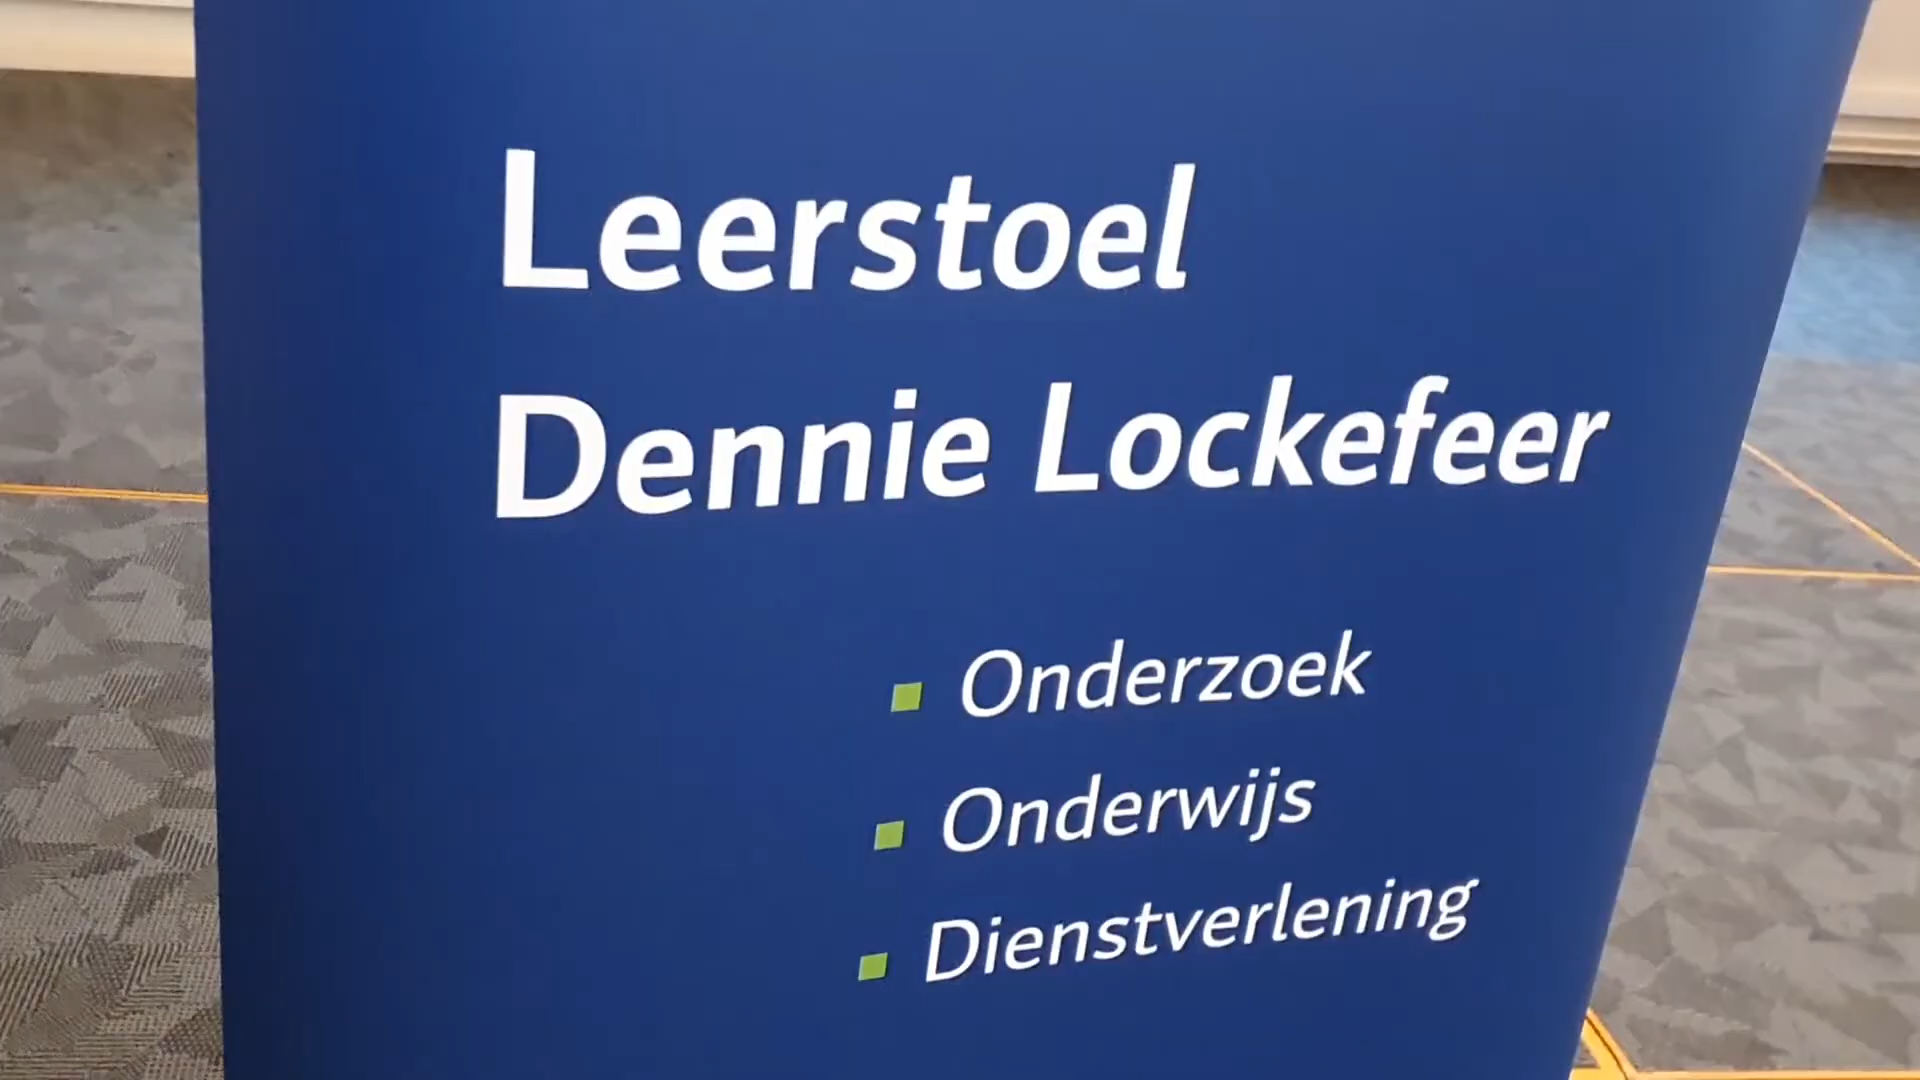 Leerstoel
Dennie Lockefeer
Onderzoek
Onderwijs
Dienstverlening